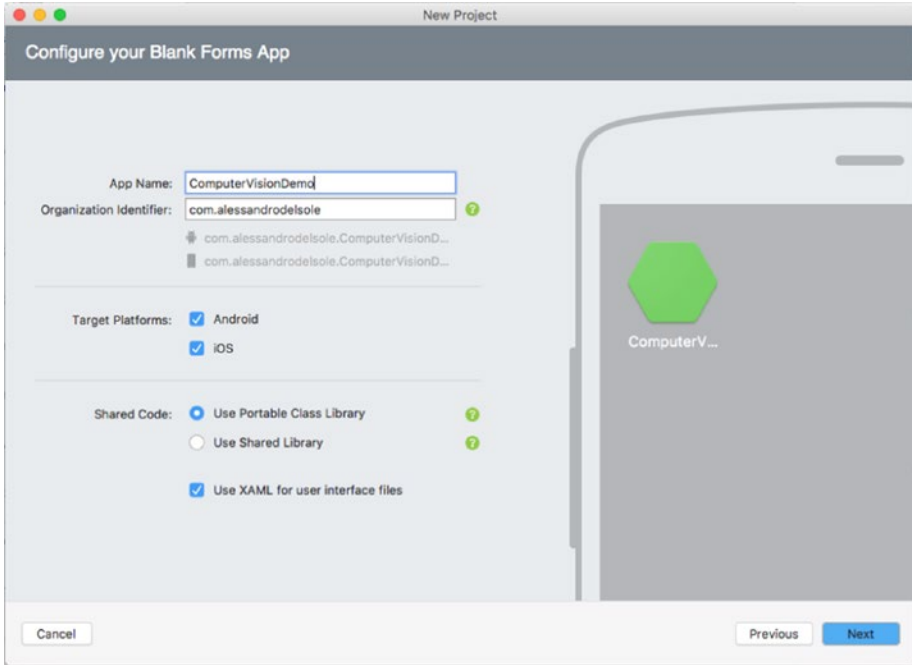 New Project
Configure your Blank Forms App
App Name: ComputerVisionDemo
Organization Identifier: com.alessandrodelsole ?
com.alessandrodelsole.ComputerVisionD...
com.alessandrodelsole.ComputerVisionD...
Target Platforms: Android
iOS
ComputerV...
Shared Code: Use Portable Class Library ?
Use Shared Library ?
Use XAML for user interface files
Cancel Previous Next